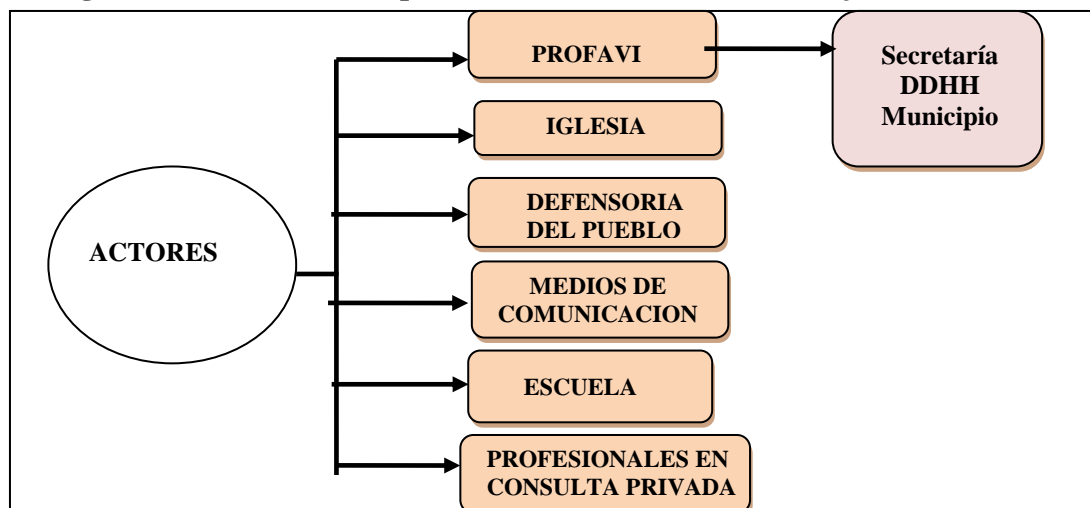 PROFAVI
Secretaría
DDHH
Municipio
IGLESIA
DEFENSORIA
DEL PUEBLO
ACTORES
MEDIOS DE
COMUNICACION
ESCUELA
PROFESIONALES EN
CONSULTA PRIVADA